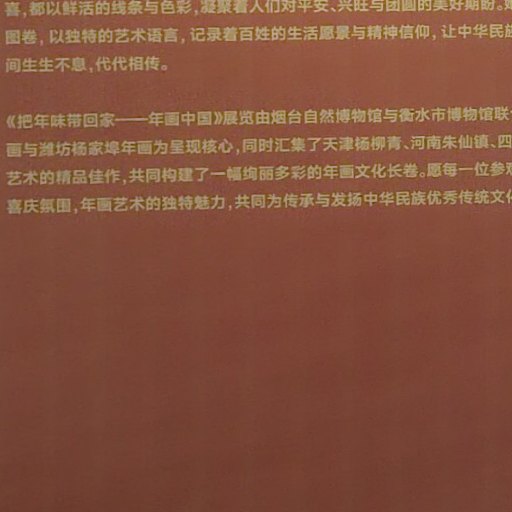 喜,都以鲜活的线条与色彩,凝聚着人们对平安、兴旺与团圆的美好期盼。
图卷,以独特的艺术语言,记录着百姓的生活愿景与精神信仰,让中华民族
间生生不息,代代相传。
《把年味带回家——年画中国》展览由烟台自然博物馆与衡水市博物馆联
画与潍坊杨家埠年画为呈现核心,同时汇集了天津杨柳青、河南朱仙镇、四
艺术的精品佳作,共同构建了一幅绚丽多彩的年画文化长卷。愿每一位参观
喜庆氛围,年画艺术的独特魅力,共同为传承与发扬中华民族优秀传统文化